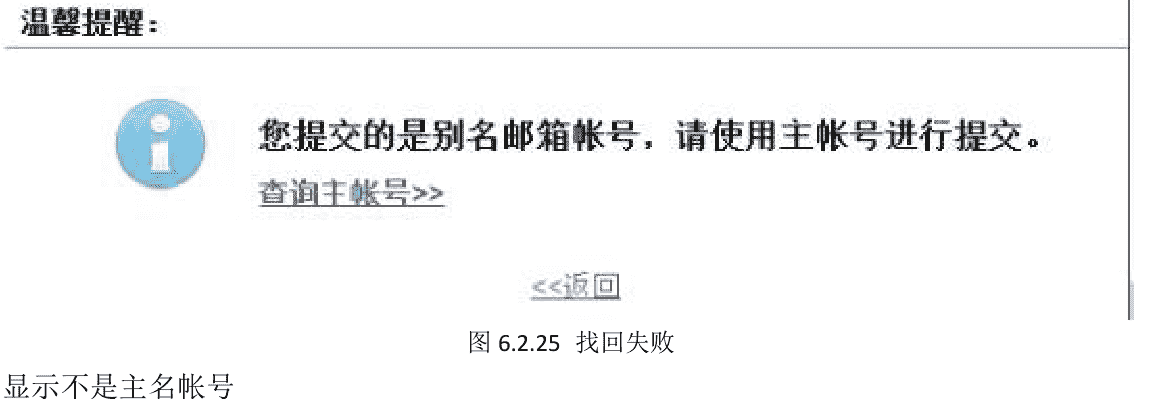 温馨提醒：
您提交的是别名邮箱帐号，请使用主帐号进行提交。
查询主帐号>>
<<返回
图 6.2.25 找回失败
显示不是主名帐号